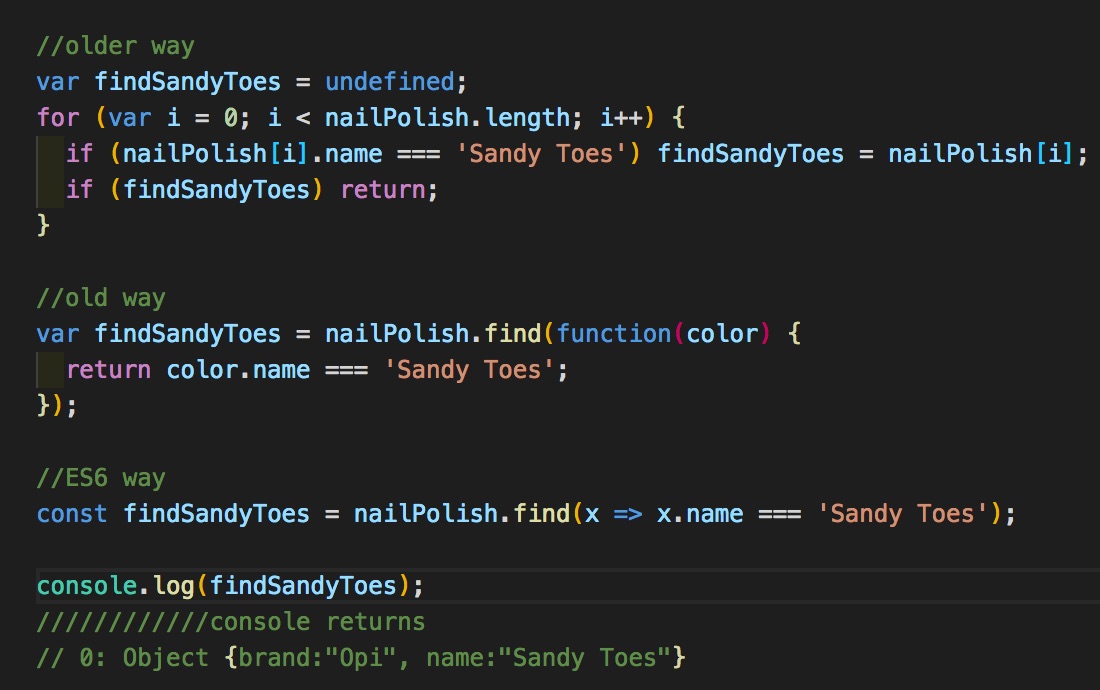 //older way
var findSandyToes = undefined;
for (var i = 0; i < nailPolish.length; i++) {
  if (nailPolish[i].name === 'Sandy Toes') findSandyToes = nailPolish[i];
  if (findSandyToes) return;
}

//old way
var findSandyToes = nailPolish.find(function(color) {
  return color.name === 'Sandy Toes';
});

//ES6 way
const findSandyToes = nailPolish.find(x => x.name === 'Sandy Toes');

console.log(findSandyToes);
////////////console returns
// 0: Object {brand:"Opi", name:"Sandy Toes"}